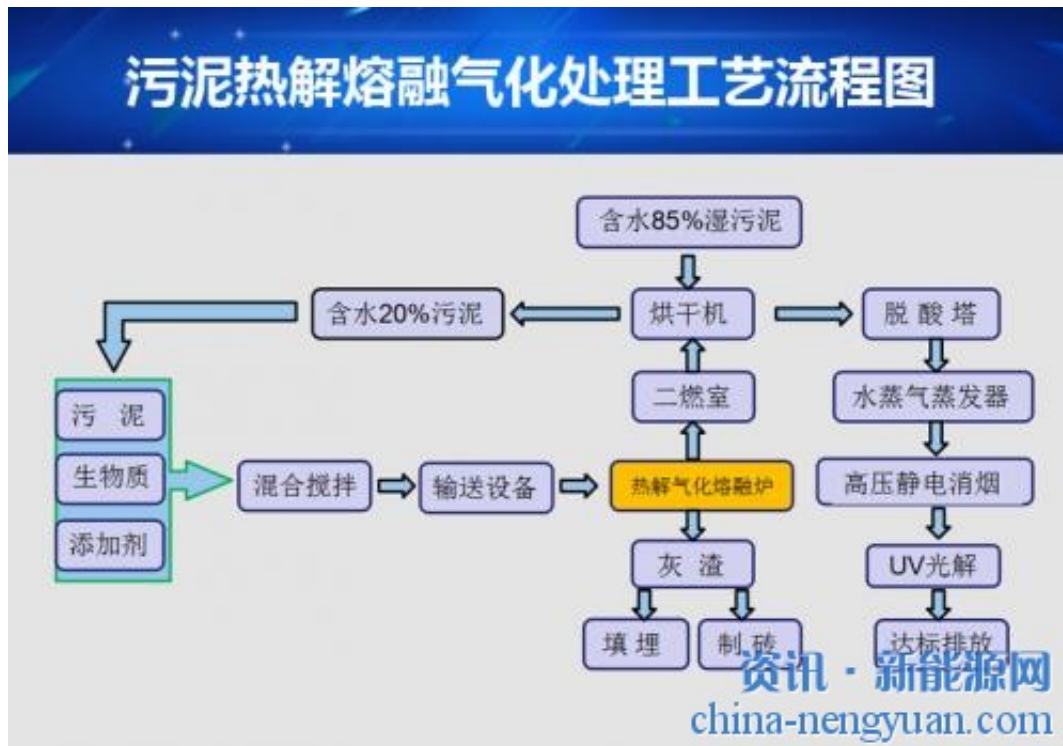 污泥热解熔融气化处理工艺流程图
含水85%湿污泥
含水20%污泥
烘干机
脱酸塔
污泥
二燃室
水蒸气蒸发器
生物质
混合搅拌
输送设备
热解气化熔融炉
高压静电消烟
添加剂
灰渣
UV光解
填埋
制砖
达标排放
资讯·新能源网
china-nengyuan.com